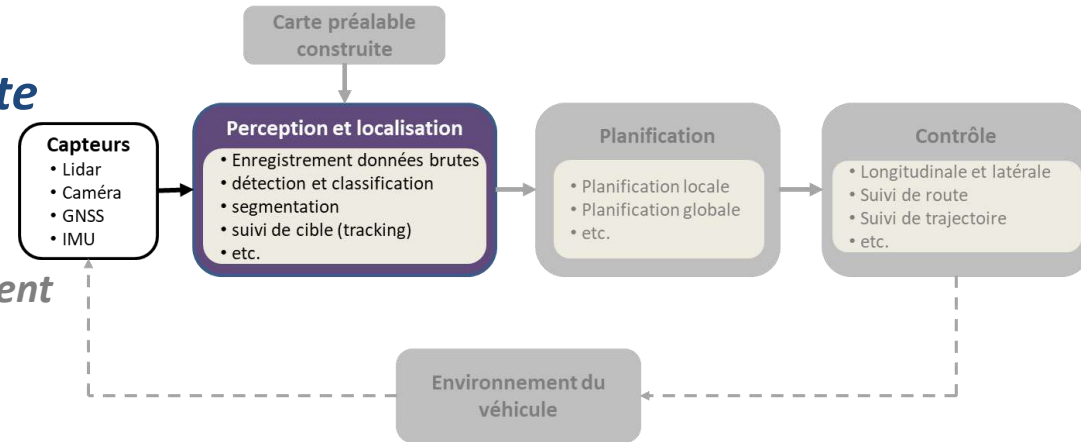 Carte préalable
construite
te
Capteurs
• Lidar
• Caméra
• GNSS
• IMU
Perception et localisation
• Enregistrement données brutes
• détection et classification
• segmentation
• suivi de cible (tracking)
• etc.
Planification
• Planification locale
• Planification globale
• etc.
Contrôle
• Longitudinale et latérale
• Suivi de route
• Suivi de trajectoire
• etc.
ent
Environnement du
véhicule